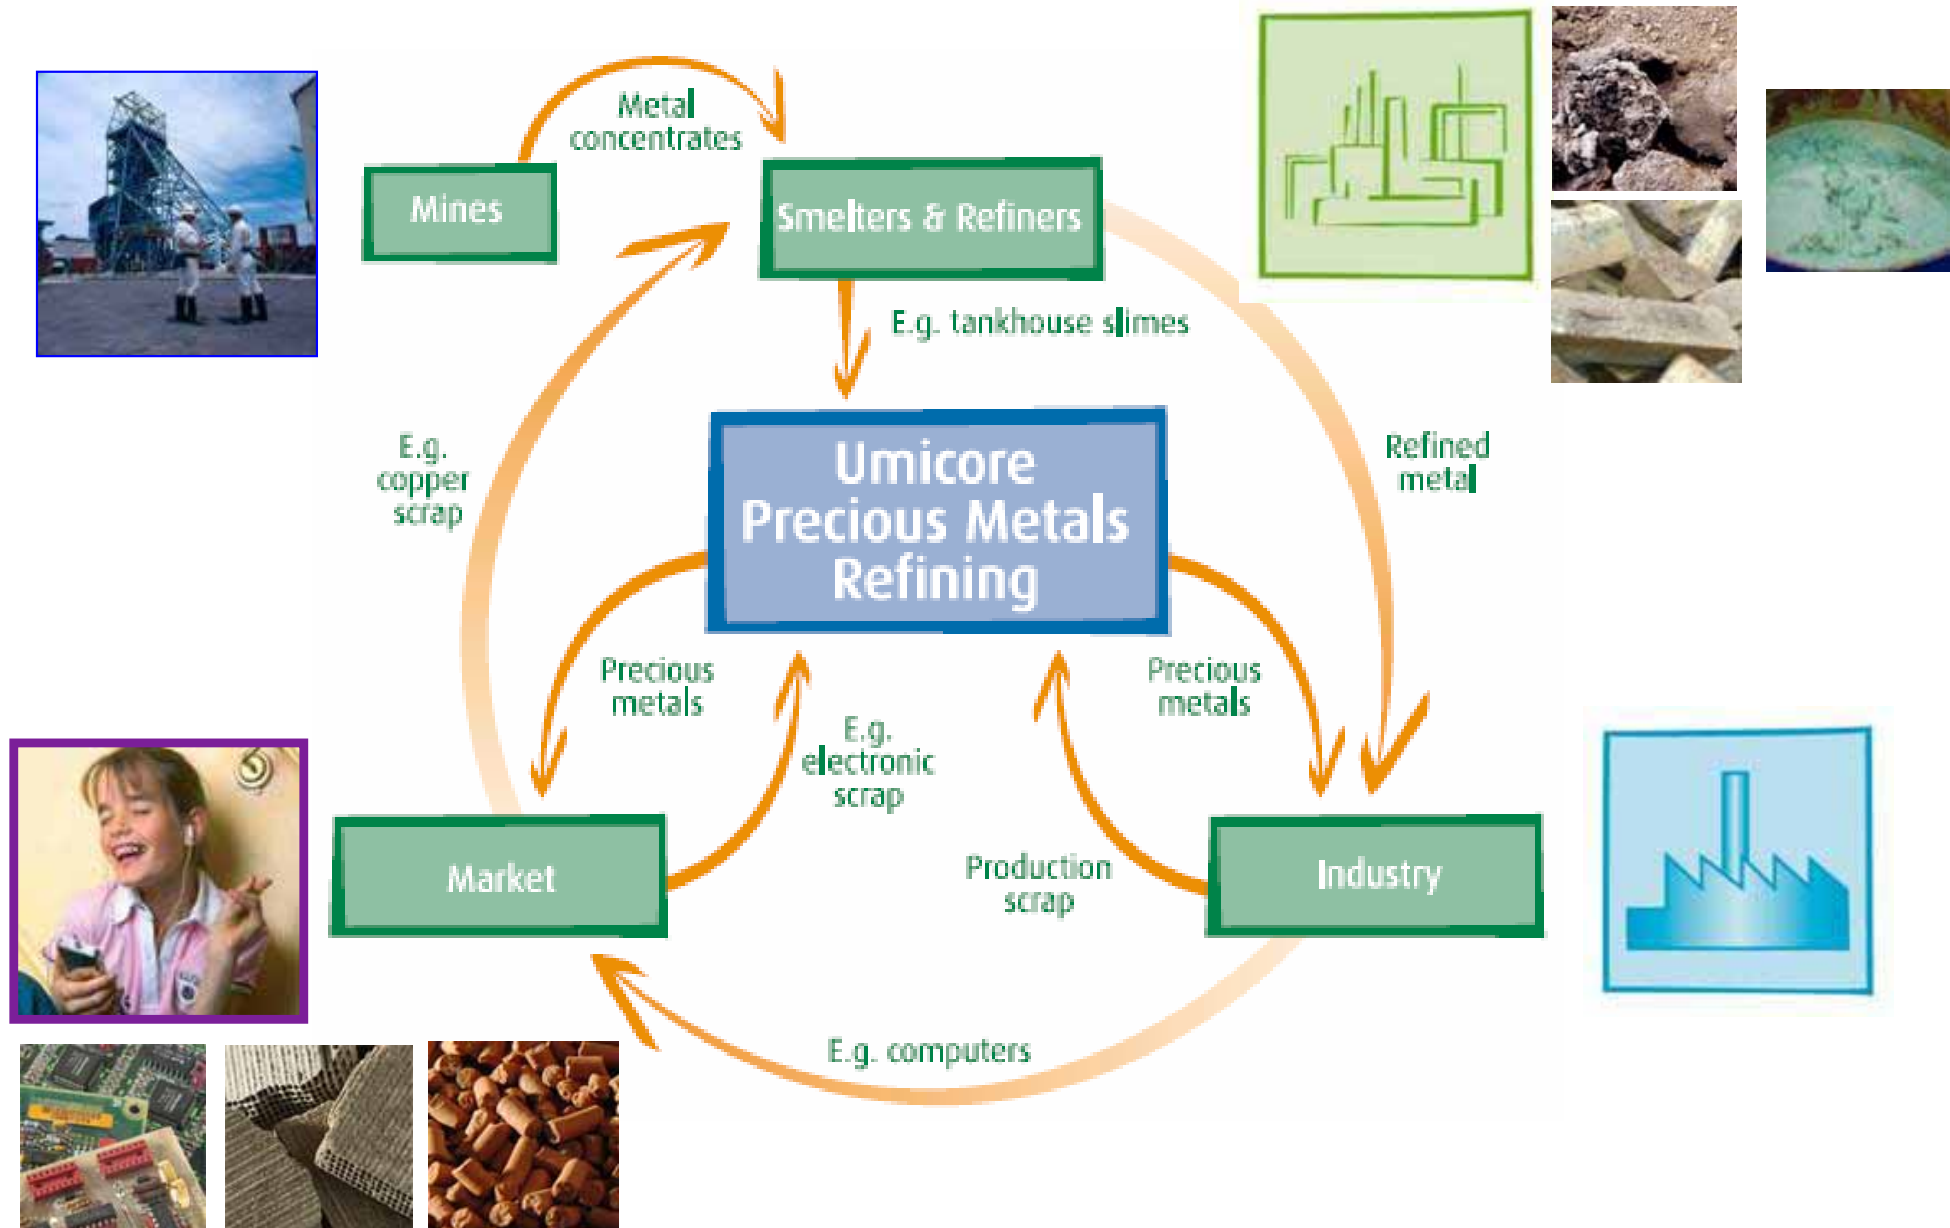 Metal
concentrates
Mines
Smelters & Refiners
E.g. tankhouse slimes
E.g.
copper
scrap
Refined
metal
Umicore
Precious Metals
Refining
Precious
metals
Precious
metals
E.g.
electronic
scrap
Production
scrap
Market
Industry
E.g. computers